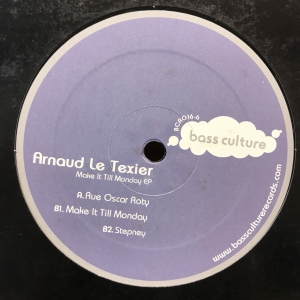 BCR016-6
bass culture
Arnaud Le Texier
Make It Till Monday EP
A. Rue Oscar Roty
B1. Make It Till Monday
B2. Stepney
www.bassculturerecords.com